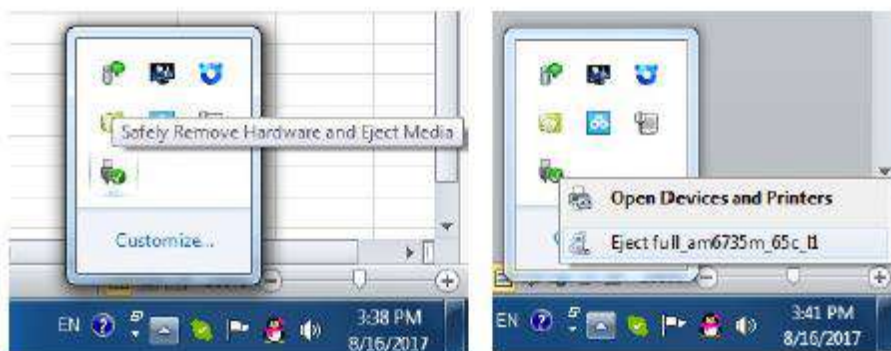 Safely Remove Hardware and Eject Media
Customize...
EN
3:38 PM
8/16/2017
Open Devices and Printers
Eject full_am6735m_65c_l1
EN
3:41 PM
8/16/2017